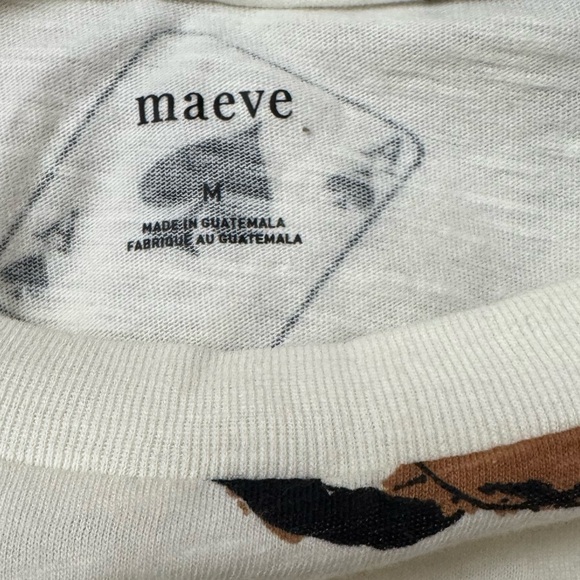 maeve
A
M
A
MADE IN GUATEMALA
FABRIQUÉ AU GUATEMALA